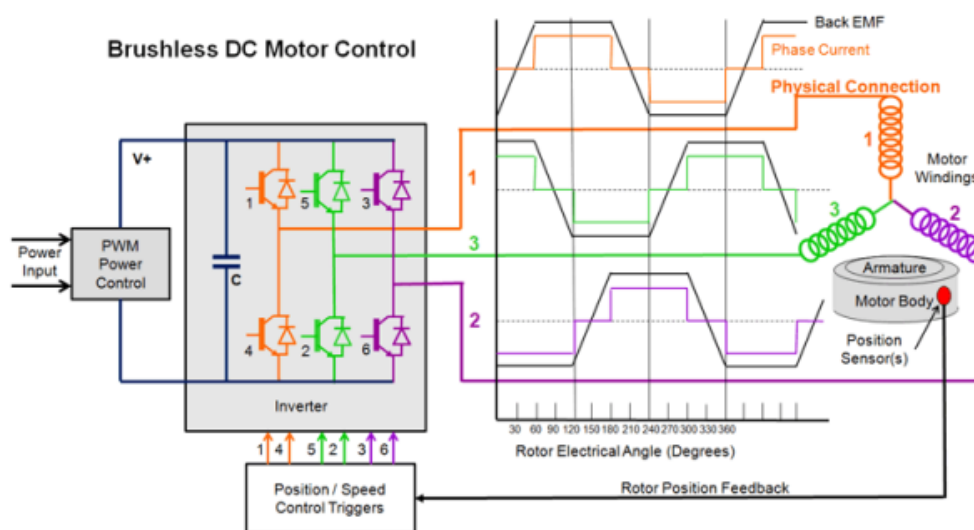 Brushless DC Motor Control
Back EMF
Phase Current
Physical Connection
V+
1
5
3
1
1
Motor
Windings
3
2
3
Power
Input
PWM
Power
Control
C
Armature
Motor Body
2
4
2
6
Position
Sensor(s)
Inverter
30 60 90 120 150 180 210 240 270 300 330 360
Rotor Electrical Angle (Degrees)
1 4 5 2 3 6
Position / Speed
Control Triggers
Rotor Position Feedback